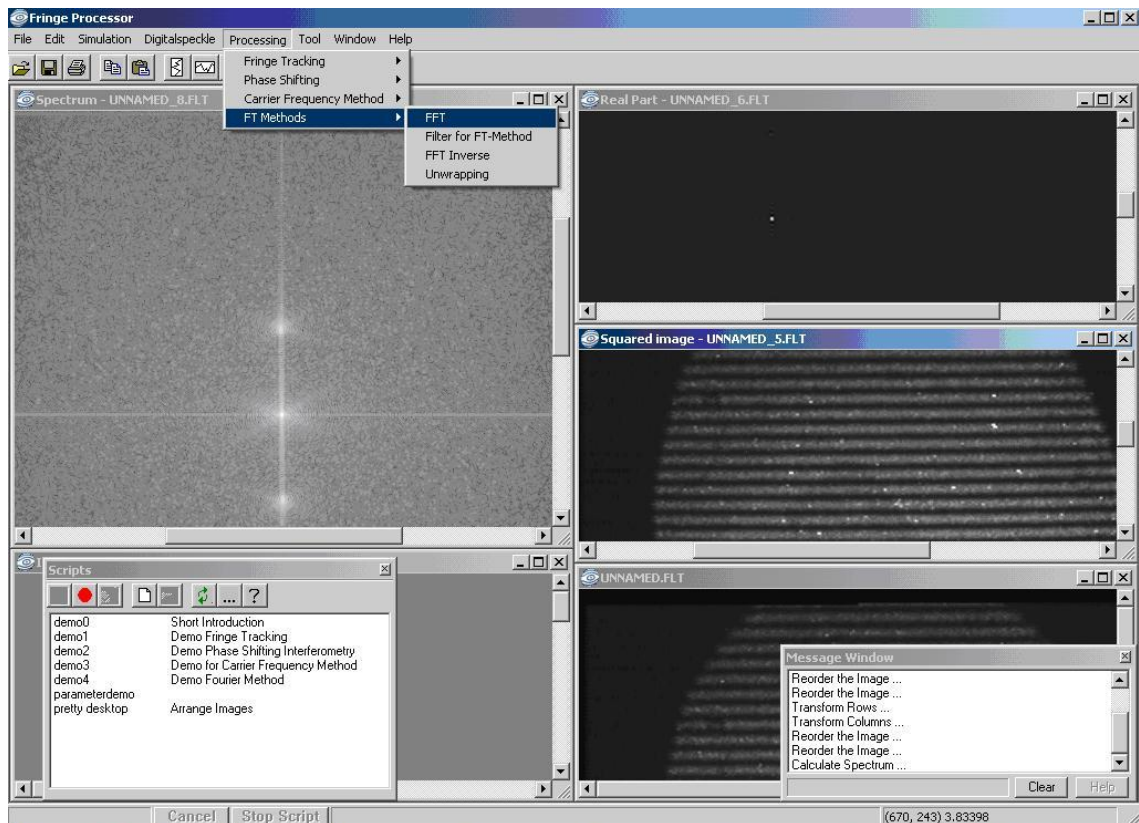 Fringe Processor
File Edit Simulation Digitalspeckle Processing Tool Window Help
Fringe Tracking
Phase Shifting
Carrier Frequency Method
FT Methods
FFT
Filter for FT-Method
FFT Inverse
Unwrapping
Spectrum - UNNAMED_8.FLT
Real Part - UNNAMED_6.FLT
Squared image - UNNAMED_5.FLT
UNNAMED.FLT
Scripts
... ?
demo0 Short Introduction
demo1 Demo Fringe Tracking
demo2 Demo Phase Shifting Interferometry
demo3 Demo for Carrier Frequency Method
demo4 Demo Fourier Method
parameterdemo
pretty desktop Arrange Images
Message Window
Reorder the Image ...
Reorder the Image ...
Transform Rows ...
Transform Columns ...
Reorder the Image ...
Reorder the Image ...
Calculate Spectrum ...
Clear Help
Cancel Stop Script (670, 243) 3.83398